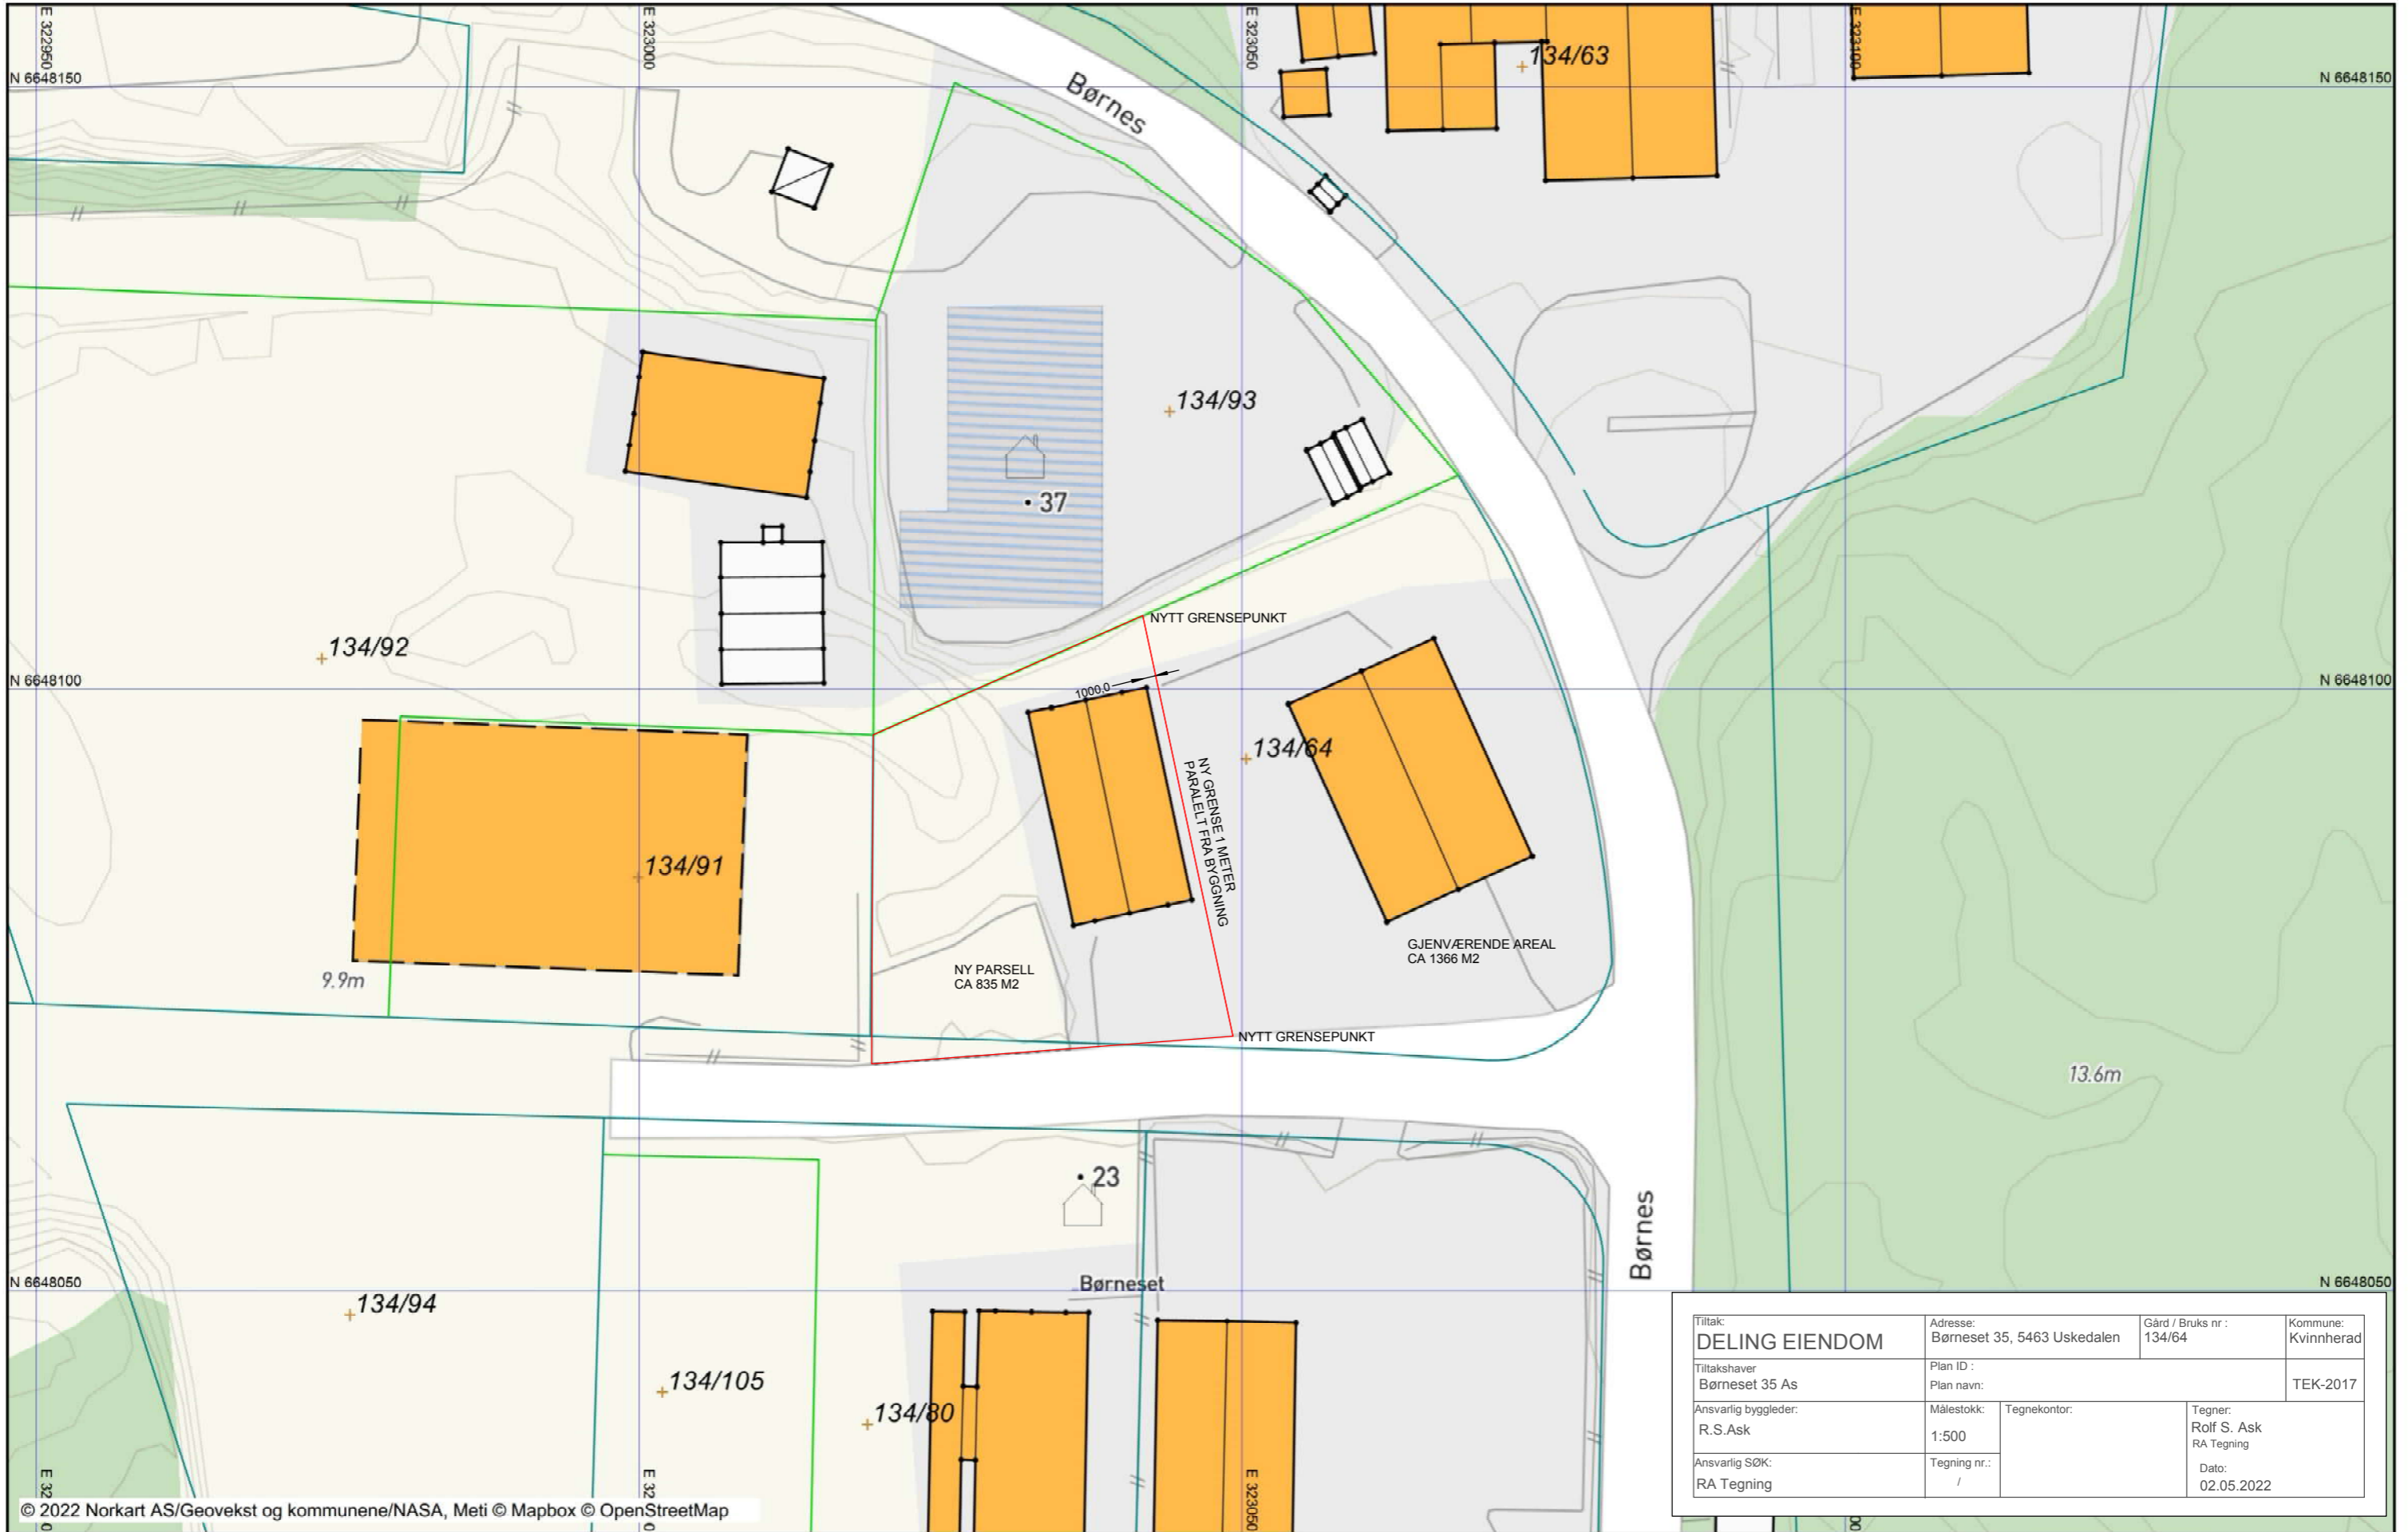 E 322950
E 323000
E 323050
E 323100
N 6648150
N 6648150
Børnes
134/63
134/93
37
NYTT GRENSEPUNKT
134/92
N 6648100
N 6648100
1000.0
134/64
NY GRENSE 1 METER
PARALELT FRA BYGGNING
134/91
GJENVÆRENDE AREAL
CA 1366 M2
NY PARSELL
CA 835 M2
9.9m
NYTT GRENSEPUNKT
13.6m
23
Børnes
Børneset
N 6648050
N 6648050
134/94
134/105
134/80
E 323050
Tiltak:
DELING EIENDOM
Adresse:
Børneset 35, 5463 Uskedalen
Gård / Bruks nr :
134/64
Kommune:
Kvinnherad
Tiltakshaver
Børneset 35 As
Plan ID :
Plan navn:
TEK-2017
Ansvarlig byggleder:
R.S.Ask
Målestokk:
1:500
Tegnekontor:
Tegner:
Rolf S. Ask
RA Tegning
Ansvarlig SØK:
RA Tegning
Tegning nr.:
/
Dato:
02.05.2022
© 2022 Norkart AS/Geovekst og kommunene/NASA, Meti © Mapbox © OpenStreetMap